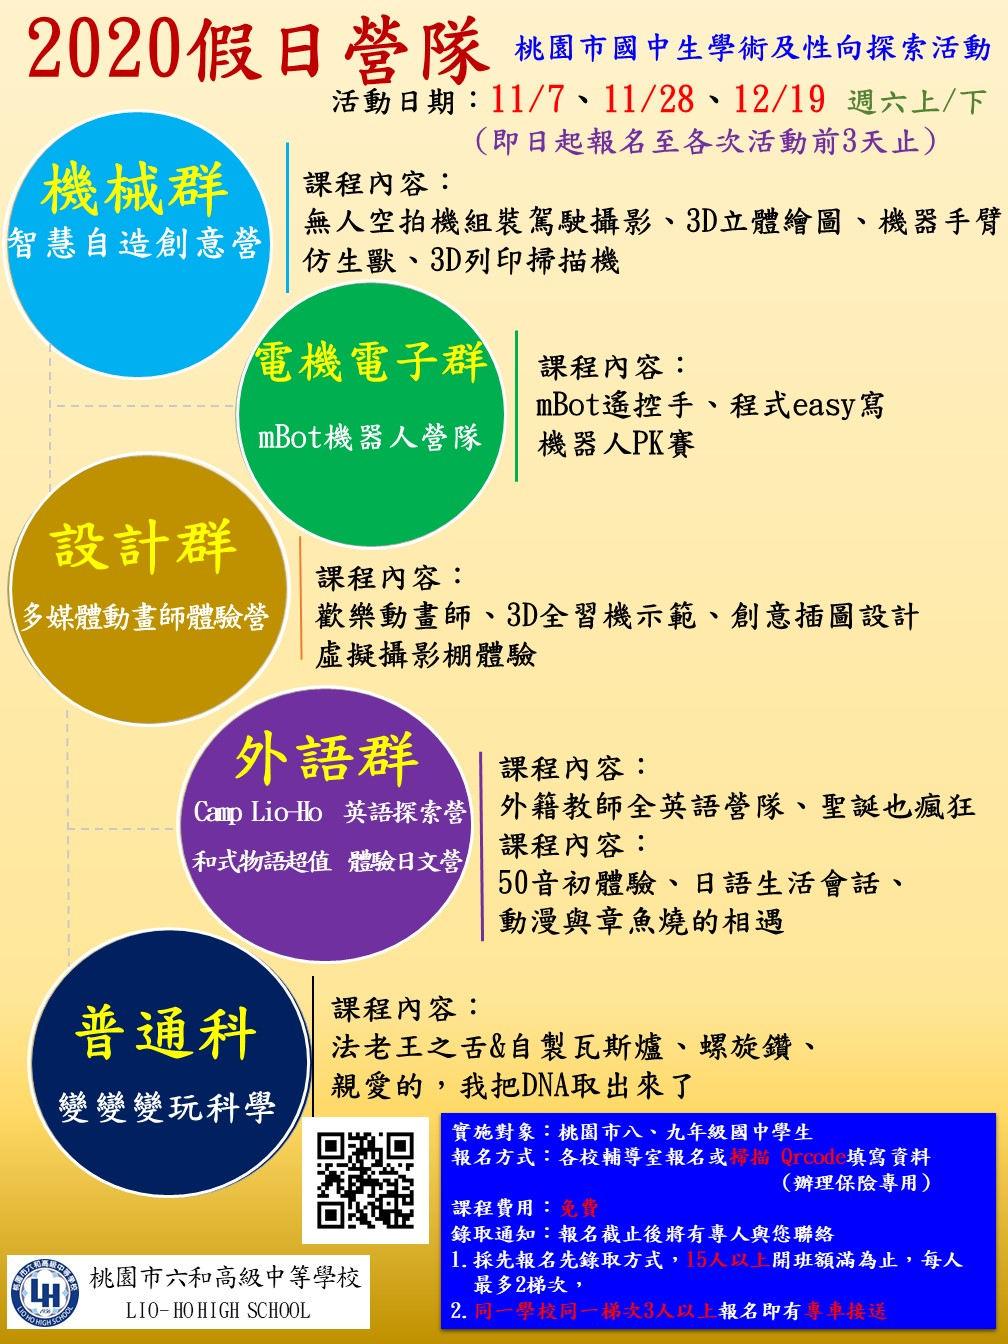 2020假日營隊
桃園市國中生學術及性向探索活動
活動日期：11/7、11/28、12/19 週六上/下
(即日起報名至各次活動前3天止)
機械群
智慧自造創意營
課程內容：
無人空拍機組裝駕駛攝影、3D立體繪圖、機器手臂
仿生獸、3D列印掃描機
電機電子群
mBot機器人營隊
課程內容：
mBot遙控手、程式easy寫
機器人PK賽
設計群
多媒體動畫師體驗營
課程內容：
歡樂動畫師、3D全習機示範、創意插圖設計
虛擬攝影棚體驗
外語群
Camp Lio-Ho 英語探索營
和式物語超值 體驗日文營
課程內容：
外籍教師全英語營隊、聖誕也瘋狂
課程內容：
50音初體驗、日語生活會話、
動漫與章魚燒的相遇
普通科
變變變玩科學
課程內容：
法老王之舌&自製瓦斯爐、螺旋鑽、
親愛的，我把DNA取出來了
實施對象：桃園市八、九年級國中學生
報名方式：各校輔導室報名或掃描 Qrcode填寫資料
(辦理保險專用)
課程費用：免費
錄取通知：報名截止後將有專人與您聯絡
1.採先報名先錄取方式，15人以上開班額滿為止，每人
最多2梯次，
2.同一學校同一梯次3人以上報名即有專車接送
桃園市六和高級中等學校
LIO-HO HIGH SCHOOL
桃園市六和高級中等學校
LH
1956
LIO HO HIGH SCHOOL